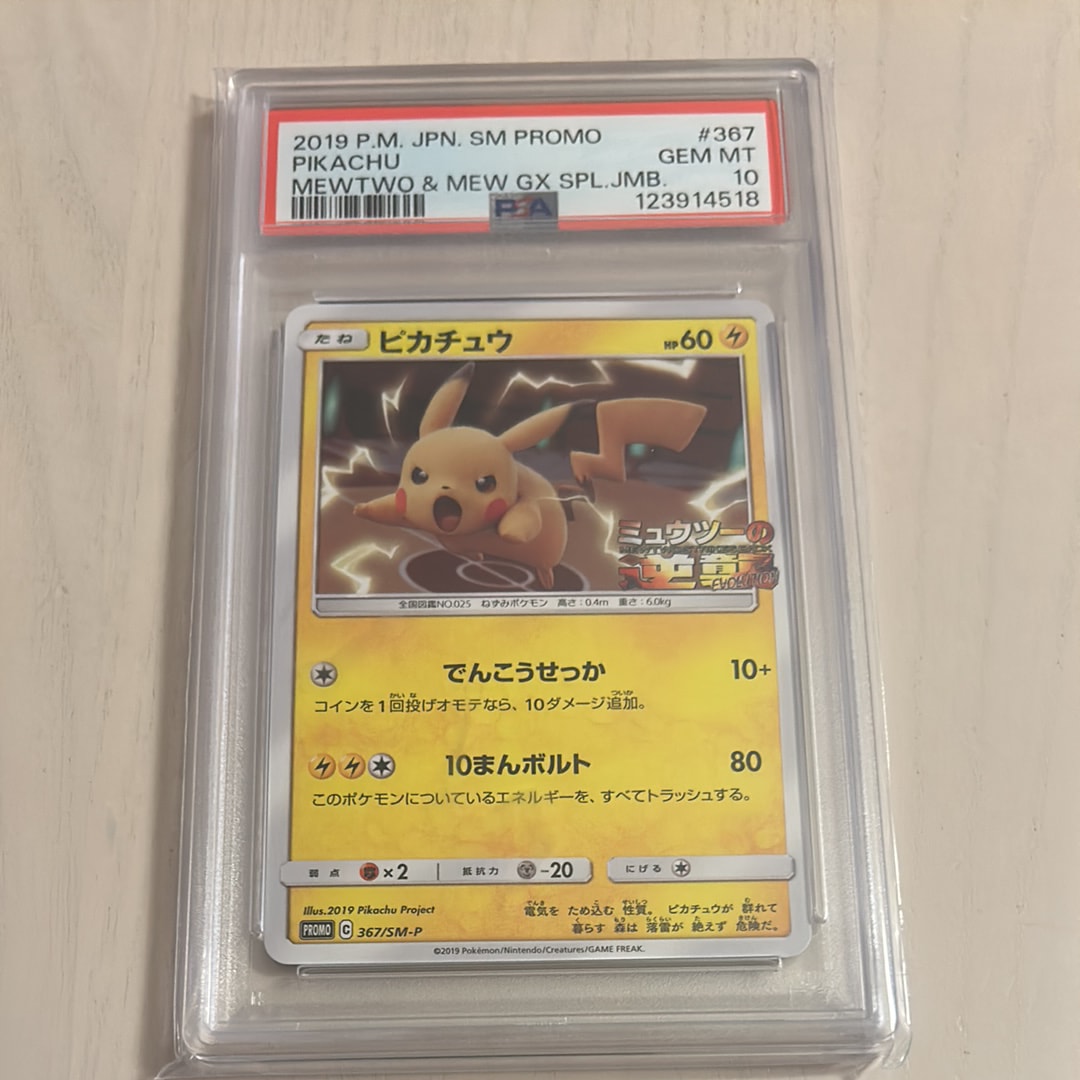 2019 P.M. JPN. SM PROMO #367
PIKACHU GEM MT
MEWTWO & MEW GX SPL.JMB. 10
PSA 123914518
たね ピカチュウ HP60
ミュウツーの
逆襲
全国図鑑NO.025 ねずみポケモン 高さ:0.4m 重さ:6.0kg
でんこうせっか 10+
コインを1回投げオモテなら、10ダメージ追加。
10まんボルト 80
このポケモンについているエネルギーを、すべてトラッシュする。
弱点 ×2 抵抗力 -20 にげる
Illus.2019 Pikachu Project
電気を ため込む 性質。 ピカチュウが 群れて
暮らす 森は 落雷が 絶えず 危険だ。
PROMO C 367/SM-P
©2019 Pokémon/Nintendo/Creatures/GAME FREAK.